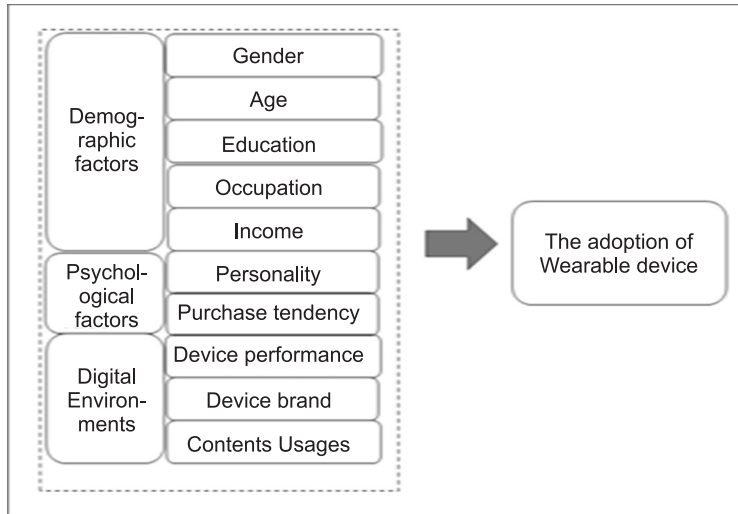 Demog-
raphic
factors
Gender
Age
Education
Occupation
Income
Psychol-
ogical
factors
Personality
Purchase tendency
Digital
Environ-
ments
Device performance
Device brand
Contents Usages
The adoption of
Wearable device